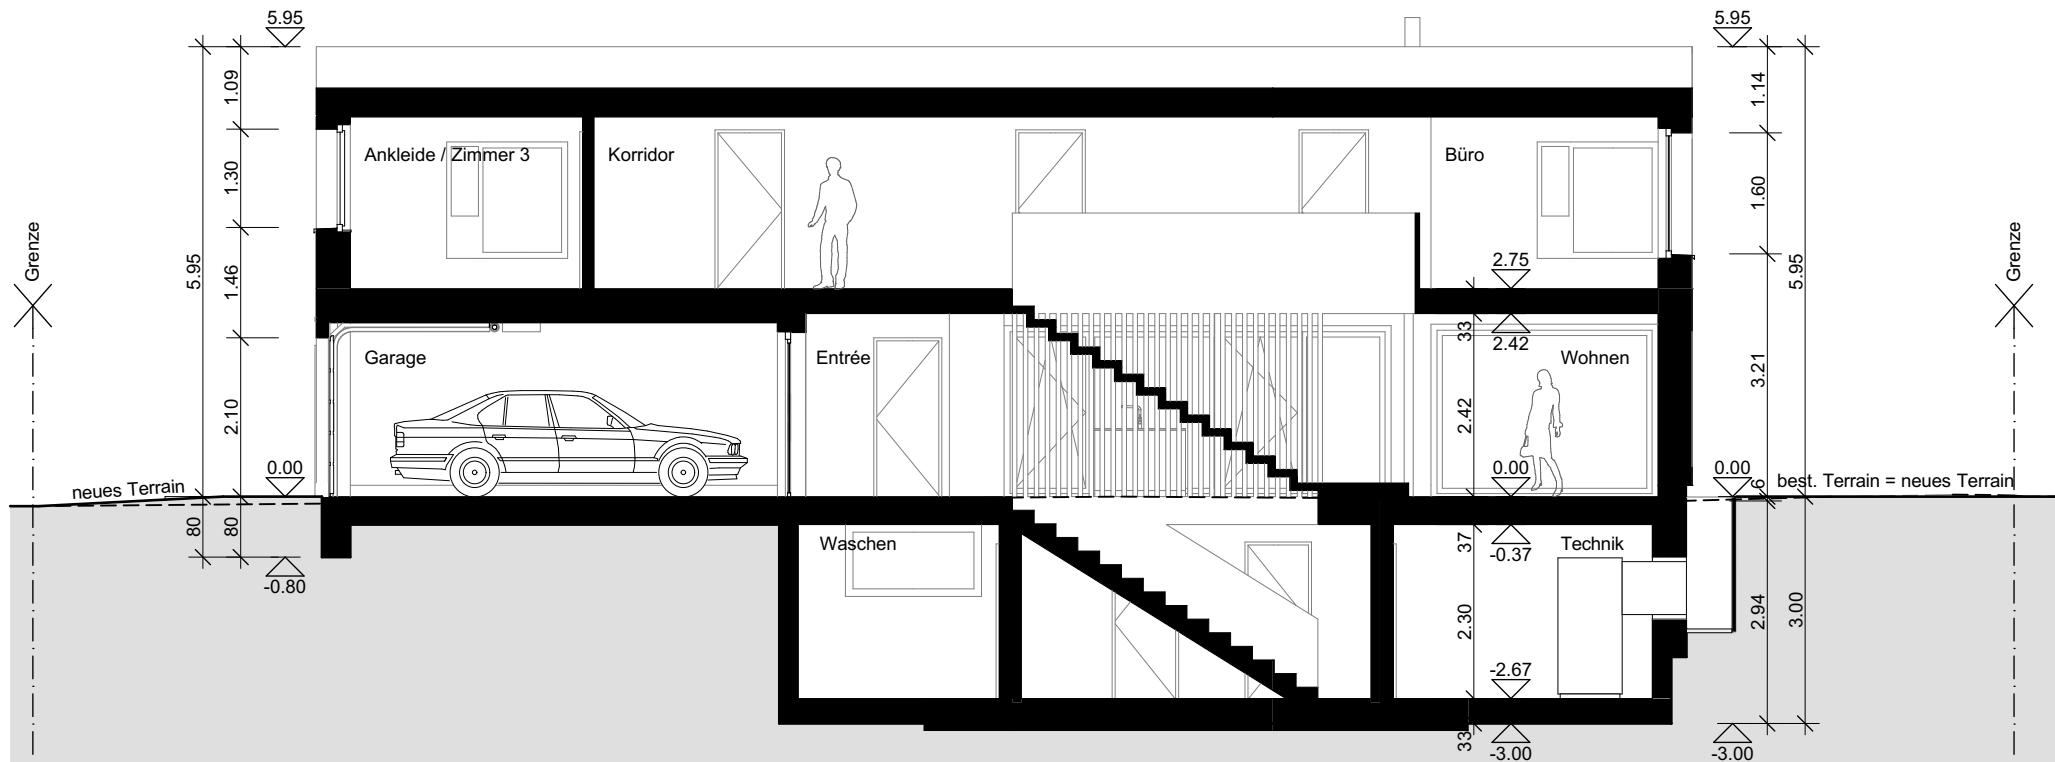 5.95
5.95
1.09
1.14
Ankleide / Zimmer 3
Korridor
Büro
1.30
1.60
Grenze
Grenze
5.95
1.46
2.75
5.95
33
2.42
Garage
Entrée
Wohnen
3.21
2.10
2.42
0.00
0.00
0.00
neues Terrain
6
best. Terrain = neues Terrain
80
80
Waschen
37
-0.37
Technik
-0.80
2.30
2.94
3.00
-2.67
33
-3.00
-3.00